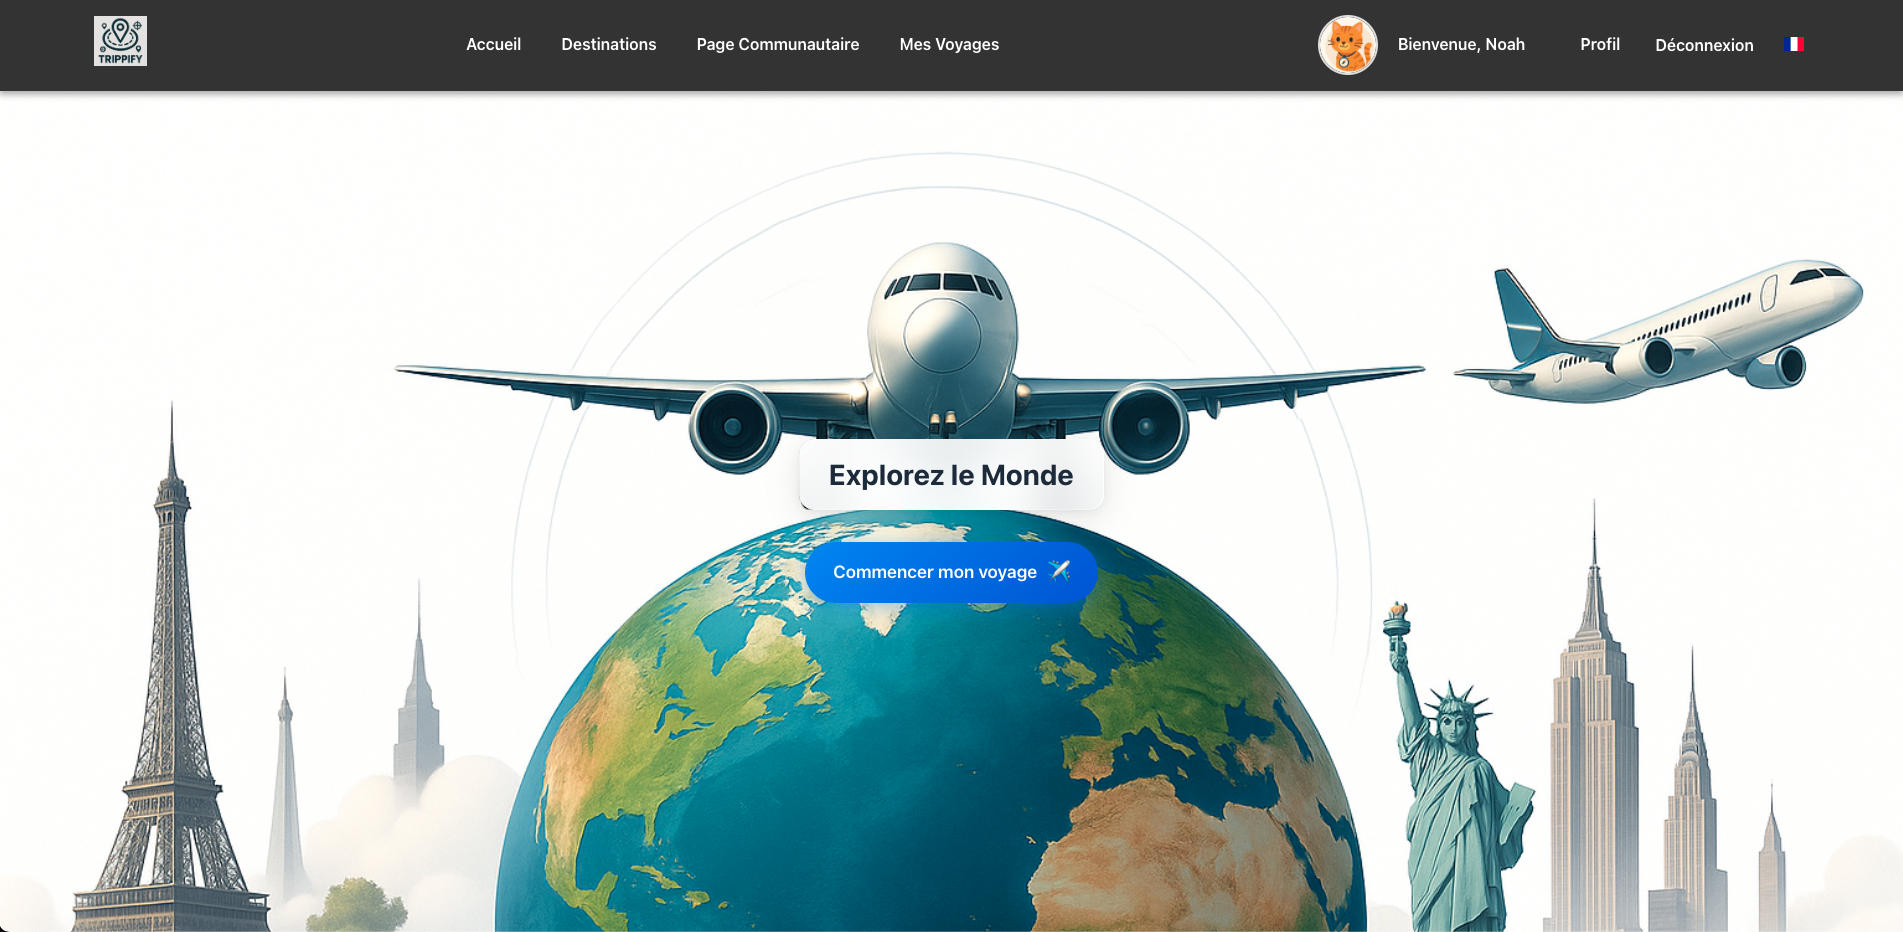 TRIPPIFY
Accueil
Destinations
Page Communautaire
Mes Voyages
Bienvenue, Noah
Profil
Déconnexion
Explorez le Monde
Commencer mon voyage ✈️